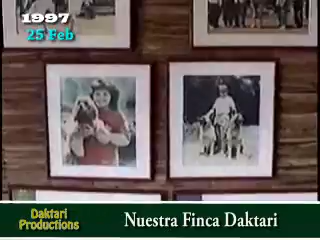 1997
25 Feb
Daktari
Productions
Nuestra Finca Daktari